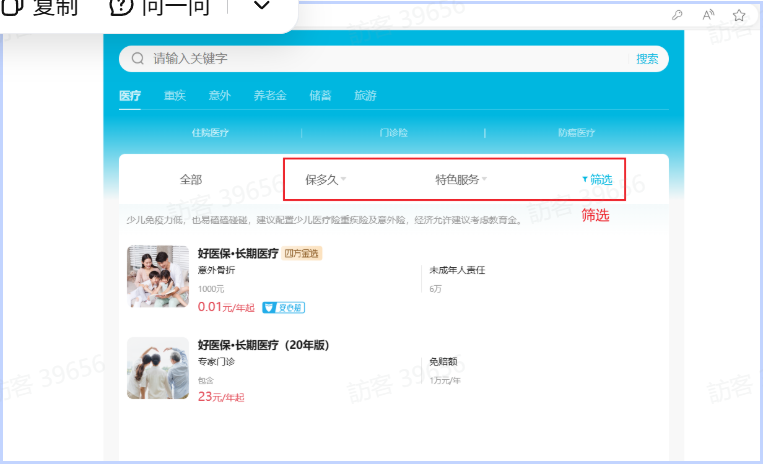 复制 问一问
請輸入关键字 搜索
医疗 重疾 意外 养老金 储蓄 旅游
住院医疗 | 门诊险 | 防癌医疗
全部 保多久 特色服务 筛选
筛选
少儿免疫力低，也易磕磕碰碰，建议配置少儿医疗险重疾险及意外险，经济允许建议考虑教育金。
好医保·长期医疗 四方甄选
意外骨折 未成年人责任
1000元 6万
0.01元/年起 安心赔
好医保·长期医疗（20年版）
专家门诊 免赔额
包含 1万元/年
23元/年起
訪客 39656